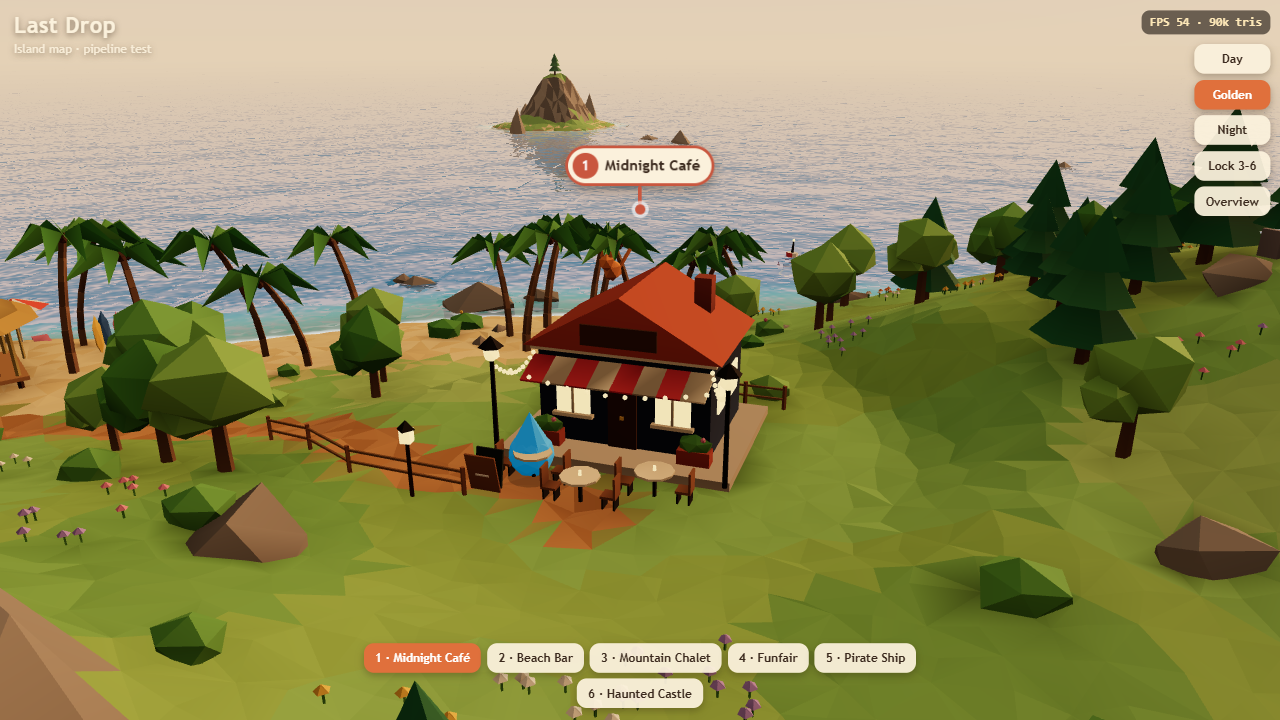 Last Drop
Island map · pipeline test
FPS 54 · 90k tris
Day
Golden
Night
Lock 3-6
Overview
1 Midnight Café
1 · Midnight Café
2 · Beach Bar
3 · Mountain Chalet
4 · Funfair
5 · Pirate Ship
6 · Haunted Castle